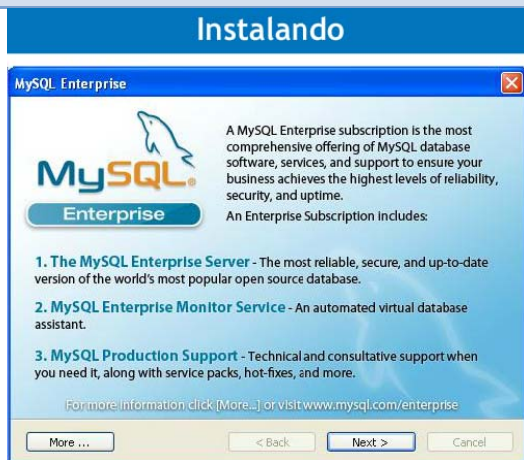 Instalando
MySQL Enterprise
A MySQL Enterprise subscription is the most
comprehensive offering of MySQL database
software, services, and support to ensure your
business achieves the highest levels of reliability,
security, and uptime.
An Enterprise Subscription includes:
MySQL.
Enterprise
1. The MySQL Enterprise Server - The most reliable, secure, and up-to-date
version of the world's most popular open source database.
2. MySQL Enterprise Monitor Service - An automated virtual database
assistant.
3. MySQL Production Support - Technical and consultative support when
you need it, along with service packs, hot-fixes, and more.
For more information click [More...] or visit www.mysql.com/enterprise
More ...
< Back
Next >
Cancel